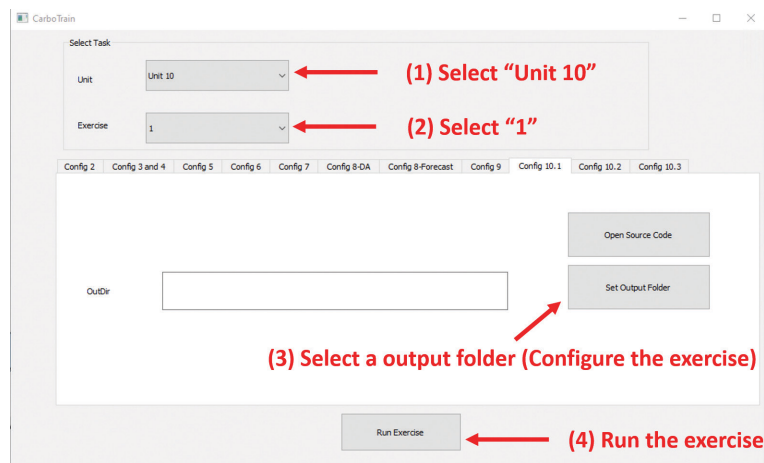 CarboTrain
Select Task
Unit
Unit 10
(1) Select “Unit 10”
Exercise
1
(2) Select “1”
Config 2 Config 3 and 4 Config 5 Config 6 Config 7 Config 8-DA Config 8-Forecast Config 9 Config 10.1 Config 10.2 Config 10.3
Open Source Code
OutDir
Set Output Folder
(3) Select a output folder (Configure the exercise)
Run Exercise
(4) Run the exercise